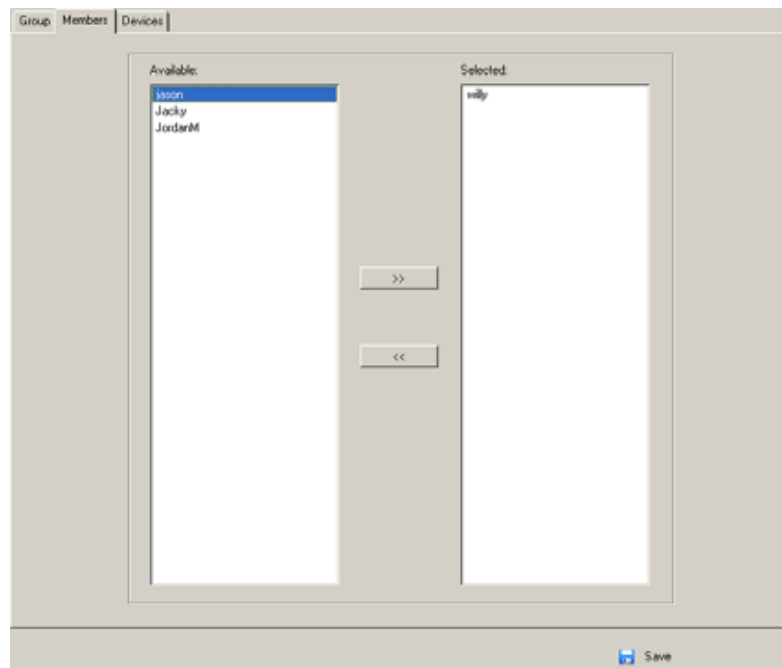 Group Members Devices
Available: Selected:
jason willy
Jacky
JordanM
>>
<<
Save